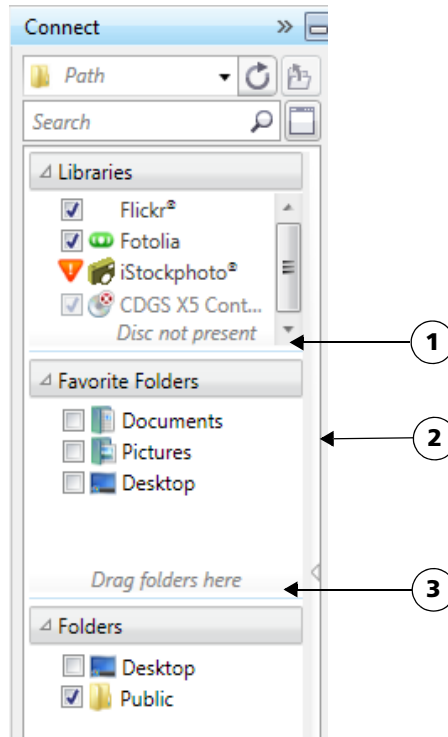 Connect
Path
Search
Libraries
Flickr®
Fotolia
iStockphoto®
CDGS X5 Cont...
Disc not present
1
Favorite Folders
2
Documents
Pictures
Desktop
Drag folders here
3
Folders
Desktop
Public